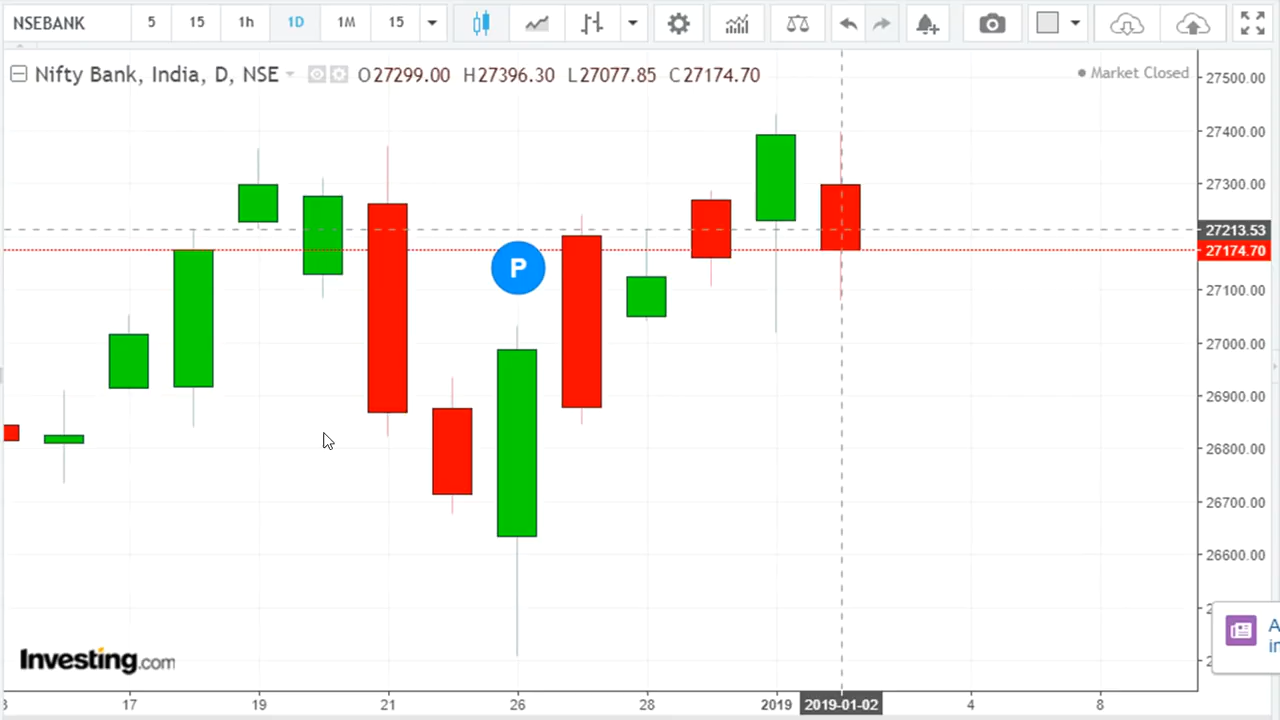 NSEBANK 5 15 1h 1D 1M 15
Nifty Bank, India, D, NSE O27299.00 H27396.30 L27077.85 C27174.70
Market Closed
27500.00
27400.00
27300.00
27213.53
27174.70
27100.00
27000.00
26900.00
26800.00
26700.00
26600.00
P
Investing.com
17 19 21 26 28 2019 2019-01-02 4 8